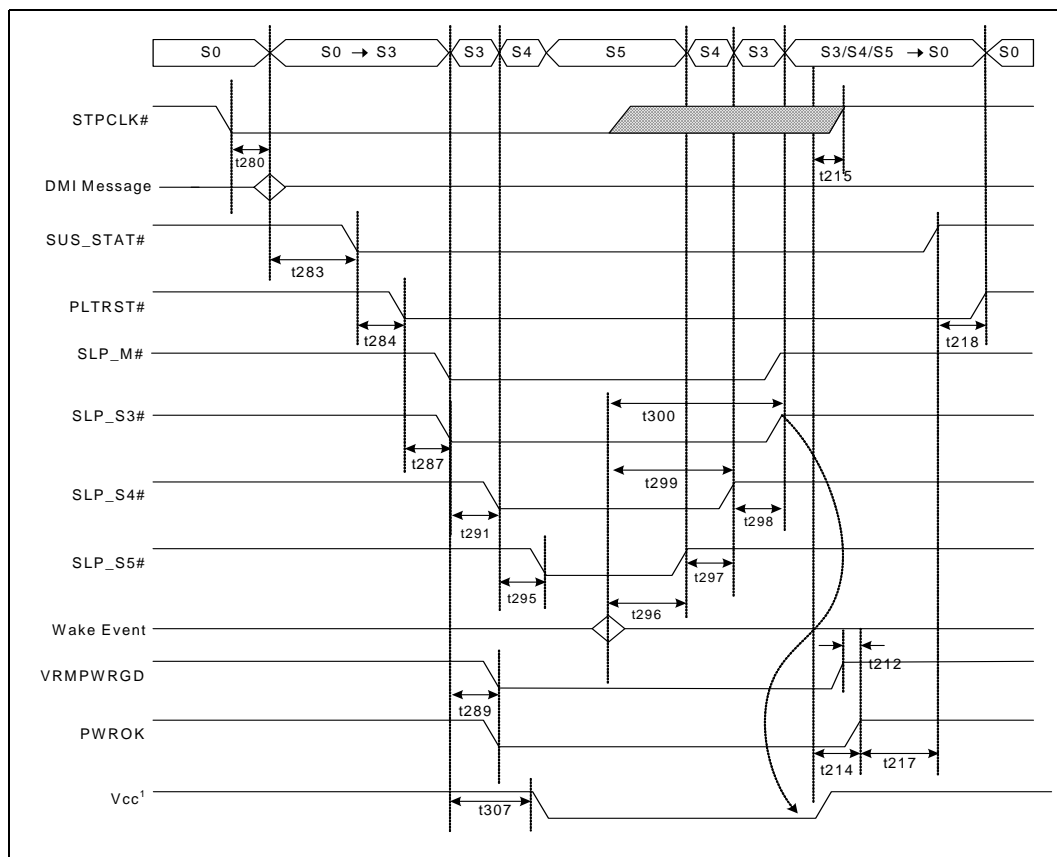 S0 S0 → S3 S3 S4 S5 S4 S3 S3/S4/S5 → S0 S0
STPCLK#
t280 t215
DMI Message
SUS_STAT#
t283
PLTRST#
t284 t218
SLP_M#
t300
SLP_S3#
t287
t299
SLP_S4#
t291 t298
SLP_S5#
t295 t297
t296
Wake Event
t212
VRMPWRGD
t289
PWROK
t214 t217
Vcc¹
t307